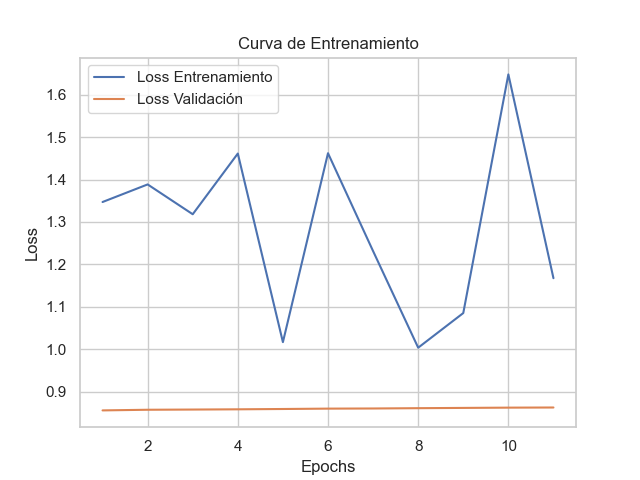 Curva de Entrenamiento
Loss Entrenamiento
Loss Validación
1.6
1.5
1.4
1.3
1.2
1.1
1.0
0.9
Loss
2 4 6 8 10
Epochs